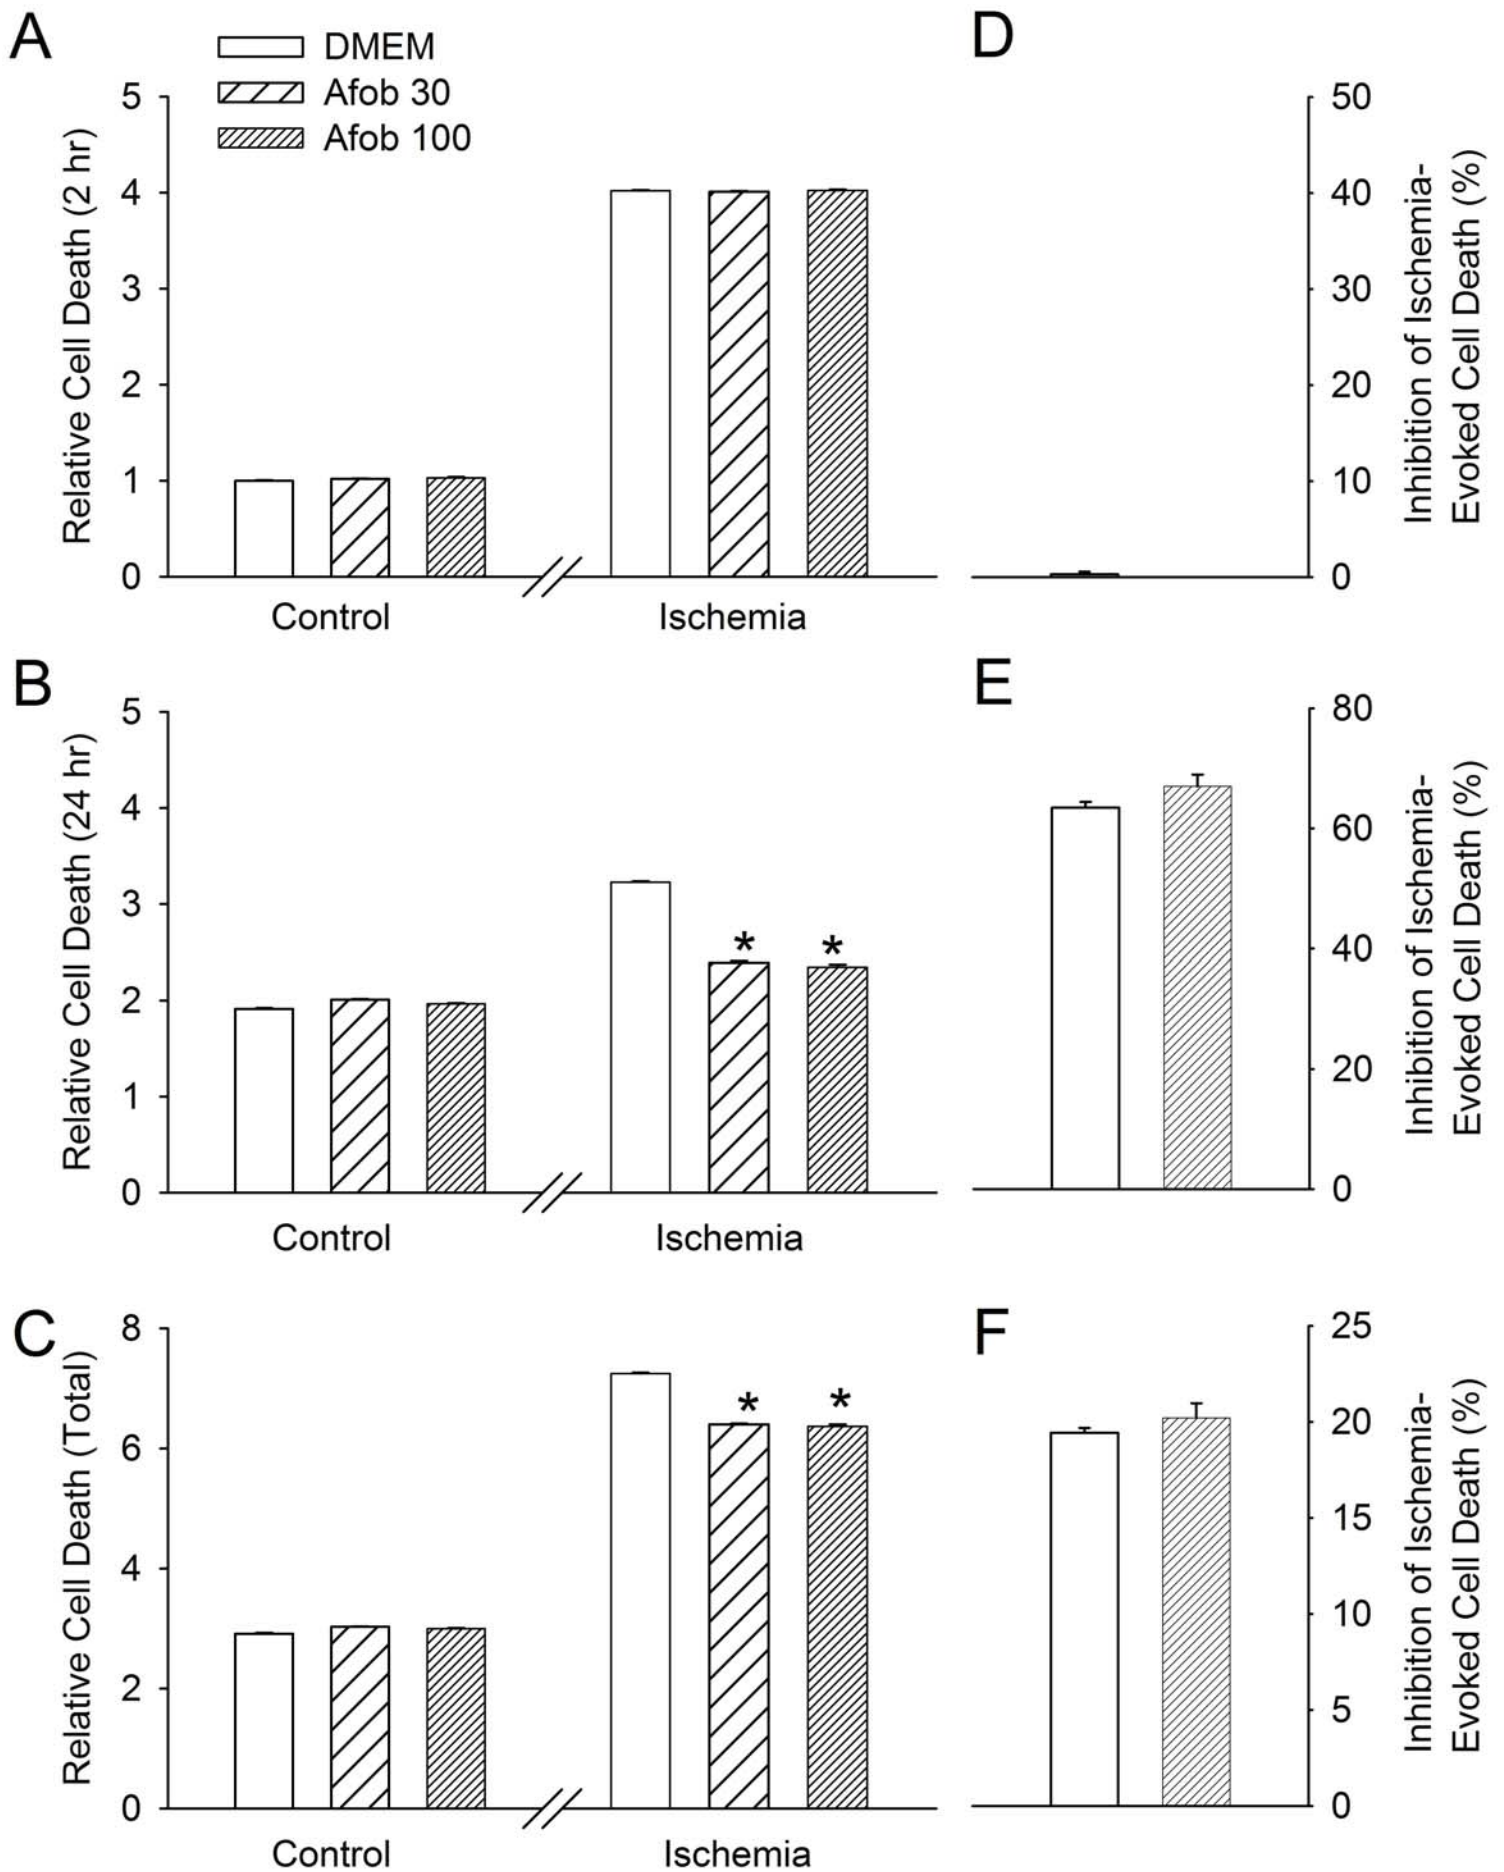 A
DMEM
Afob 30
Afob 100
Relative Cell Death (2 hr)
5
4
3
2
1
0
Control
Ischemia
D
50
40
30
20
10
0
Inhibition of Ischemia-
Evoked Cell Death (%)
B
Relative Cell Death (24 hr)
5
4
3
2
1
0
*
*
Control
Ischemia
E
80
60
40
20
0
Inhibition of Ischemia-
Evoked Cell Death (%)
C
Relative Cell Death (Total)
8
6
4
2
0
*
*
Control
Ischemia
F
25
20
15
10
5
0
Inhibition of Ischemia-
Evoked Cell Death (%)